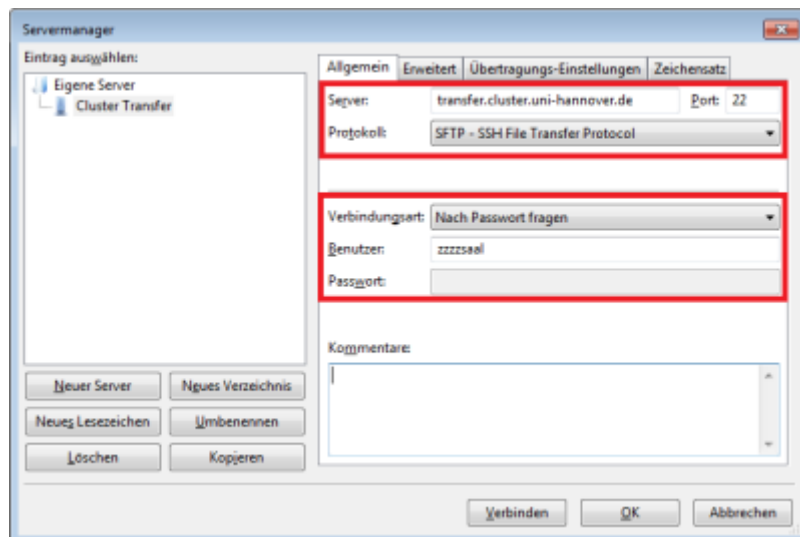 Servermanager
Eintrag auswählen:
Eigene Server
Cluster Transfer
Neuer Server
Neues Verzeichnis
Neues Lesezeichen
Umbenennen
Löschen
Kopieren
Allgemein Erweitert Übertragungs-Einstellungen Zeichensatz
Server: transfer.cluster.uni-hannover.de Port: 22
Protokoll: SFTP - SSH File Transfer Protocol
Verbindungsart: Nach Passwort fragen
Benutzer: zzzzsaal
Passwort:
Kommentare:
Verbinden OK Abbrechen